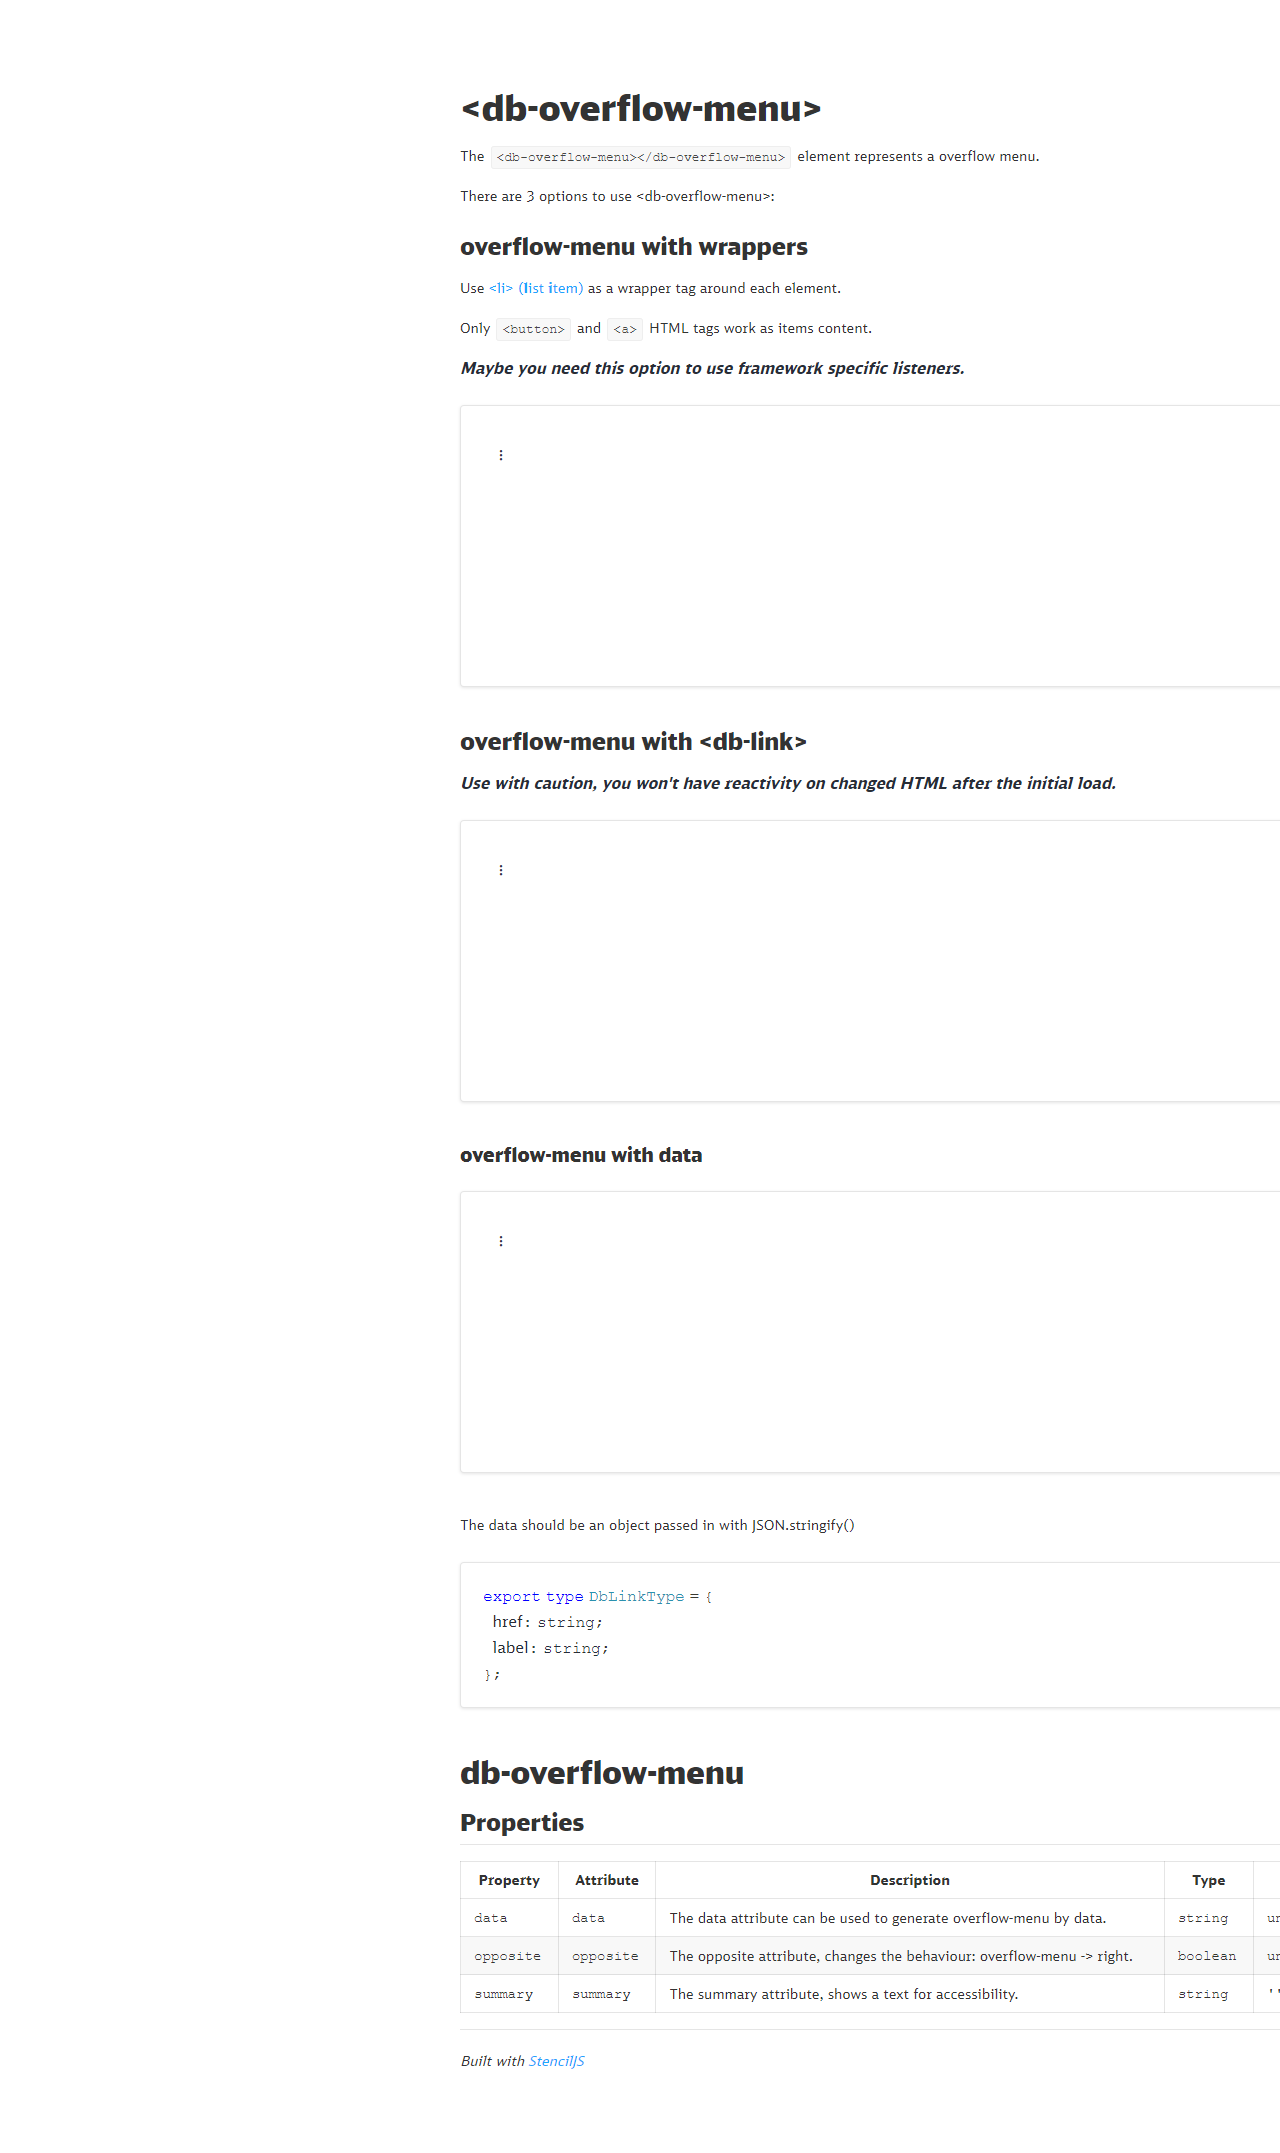 <db-overflow-menu>
The <db-overflow-menu></db-overflow-menu> element represents a overflow menu.
There are 3 options to use <db-overflow-menu>:
overflow-menu with wrappers
Use <li> (list item) as a wrapper tag around each element.
Only <button> and <a> HTML tags work as items content.
Maybe you need this option to use framework specific listeners.
overflow-menu with <db-link>
Use with caution, you won't have reactivity on changed HTML after the initial load.
overflow-menu with data
The data should be an object passed in with JSON.stringify()
export type DbLinkType = {
href: string;
label: string;
};
db-overflow-menu
Properties
Property Attribute Description Type
data data The data attribute can be used to generate overflow-menu by data. string
opposite opposite The opposite attribute, changes the behaviour: overflow-menu -> right. boolean
summary summary The summary attribute, shows a text for accessibility. string ''
Built with StencilJS